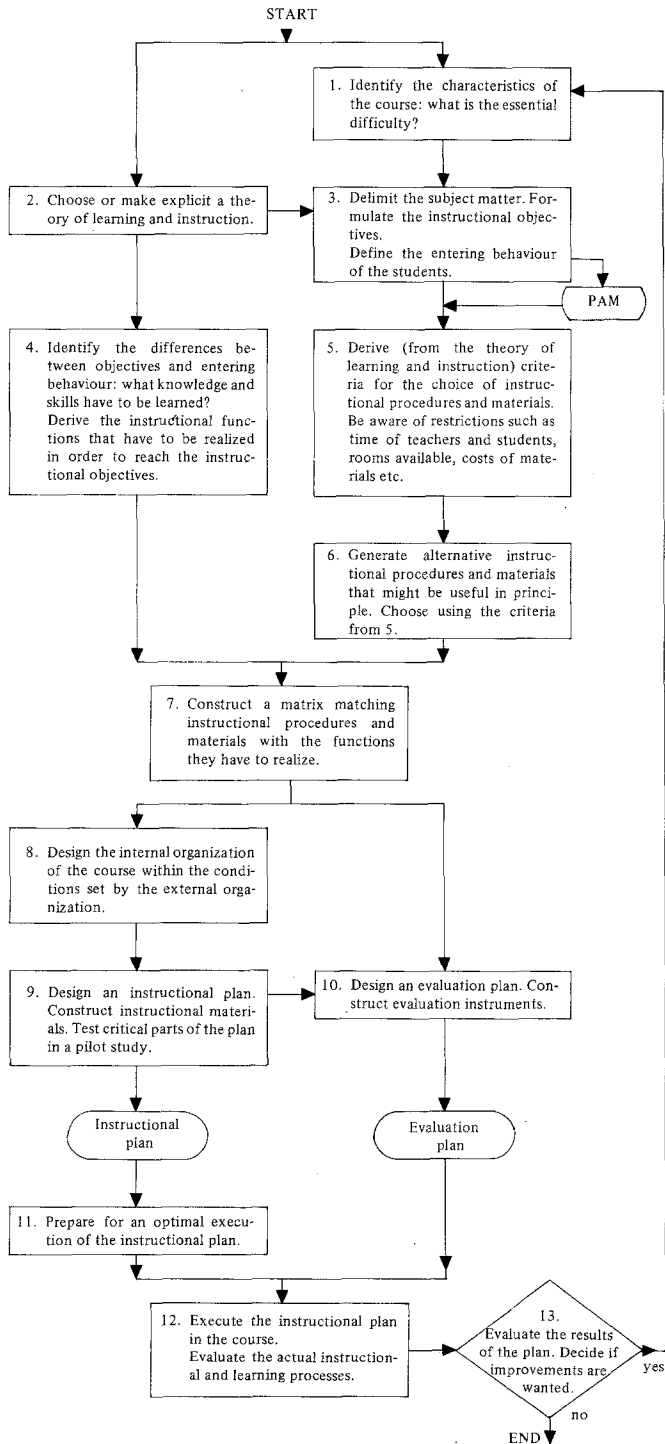 START
1. Identify the characteristics of
the course: what is the essential
difficulty?
2. Choose or make explicit a the-
ory of learning and instruction.
3. Delimit the subject matter. For-
mulate the instructional objec-
tives.
Define the entering behaviour
of the students.
PAM
4. Identify the differences be-
tween objectives and entering
behaviour: what knowledge and
skills have to be learned?
Derive the instructional func-
tions that have to be realized
in order to reach the instruc-
tional objectives.
5. Derive (from the theory of
learning and instruction) crite-
ria for the choice of instruc-
tional procedures and materials.
Be aware of restrictions such as
time of teachers and students,
rooms available, costs of mate-
rials etc.
6. Generate alternative instruc-
tional procedures and materials
that might be useful in princi-
ple. Choose using the criteria
from 5.
7. Construct a matrix matching
instructional procedures and
materials with the functions
they have to realize.
8. Design the internal organization
of the course within the condi-
tions set by the external orga-
nization.
9. Design an instructional plan.
Construct instructional materi-
als. Test critical parts of the plan
in a pilot study.
10. Design an evaluation plan. Con-
struct evaluation instruments.
Instructional
plan
Evaluation
plan
11. Prepare for an optimal execu-
tion of the instructional plan.
12. Execute the instructional plan
in the course.
Evaluate the actual instruction-
al and learning processes.
13.
Evaluate the results
of the plan. Decide if
improvements are
wanted.
yes
no
END